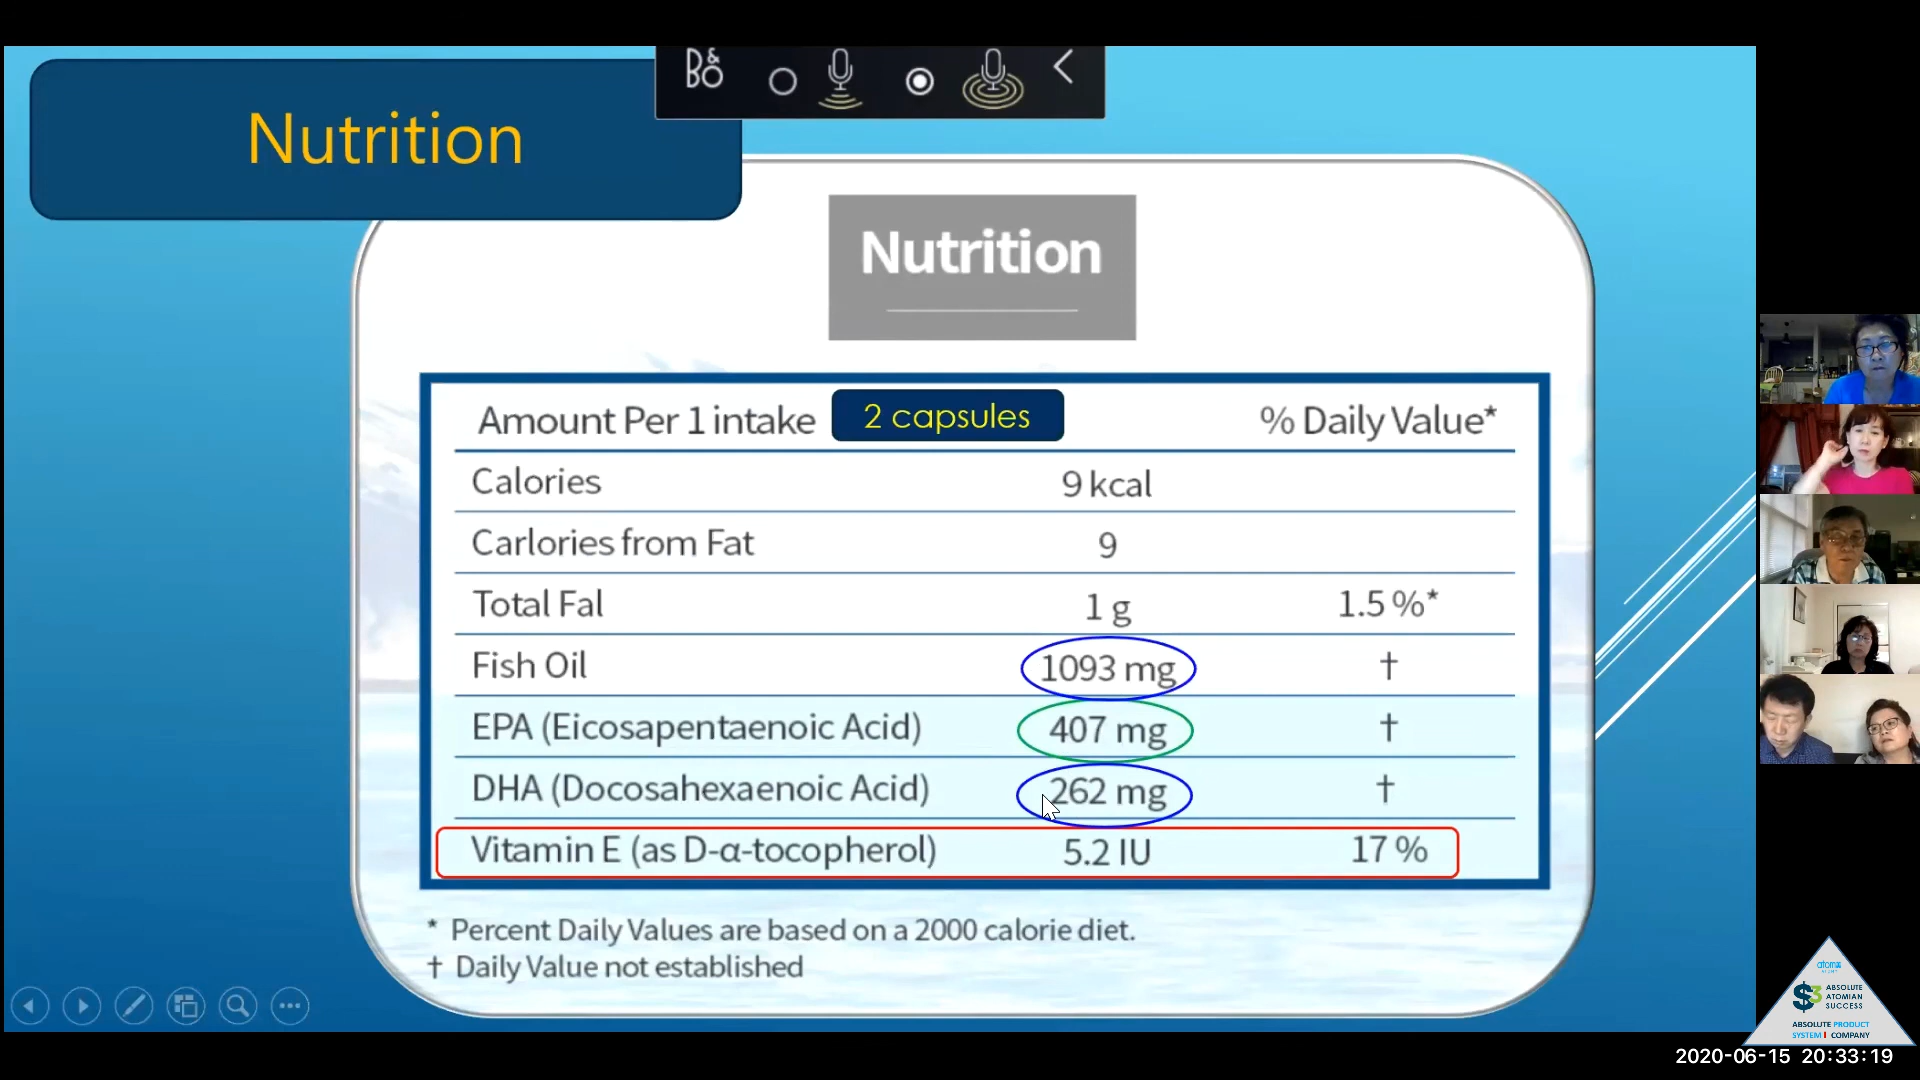 B&O
Nutrition
Nutrition
Amount Per 1 intake 2 capsules % Daily Value*
Calories 9 kcal
Carlories from Fat 9
Total Fal 1 g 1.5 %*
Fish Oil 1093 mg †
EPA (Eicosapentaenoic Acid) 407 mg †
DHA (Docosahexaenoic Acid) 262 mg †
Vitamin E (as D-α-tocopherol) 5.2 IU 17 %
* Percent Daily Values are based on a 2000 calorie diet.
† Daily Value not established
atomy
$3 ABSOLUTE
ATOMIAN
SUCCESS
ABSOLUTE PRODUCT
SYSTEM COMPANY
2020-06-15 20:33:19